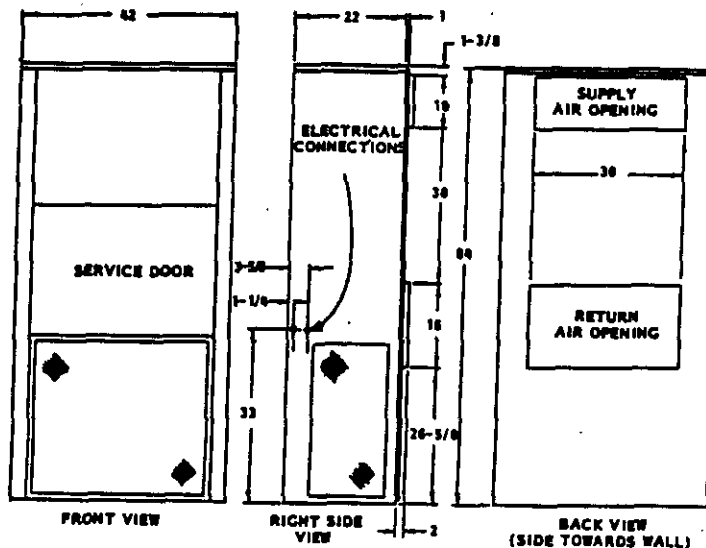 42
22
1
1-3/8
10
SUPPLY
AIR OPENING
ELECTRICAL
CONNECTIONS
30
30
84
SERVICE DOOR
3-5/8
1-1/4
16
RETURN
AIR OPENING
33
26-5/8
2
FRONT VIEW
RIGHT SIDE
VIEW
BACK VIEW
(SIDE TOWARDS WALL)